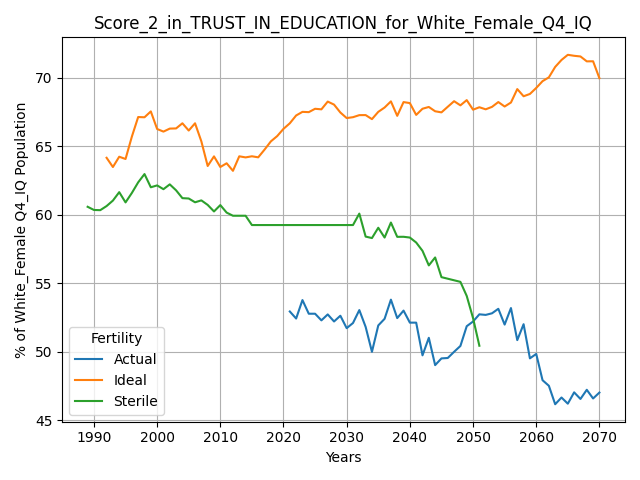 Score_2_in_TRUST_IN_EDUCATION_for_White_Female_Q4_IQ
% of White_Female Q4_IQ Population
70
65
60
55
50
45
Fertility
Actual
Ideal
Sterile
1990 2000 2010 2020 2030 2040 2050 2060 2070
Years